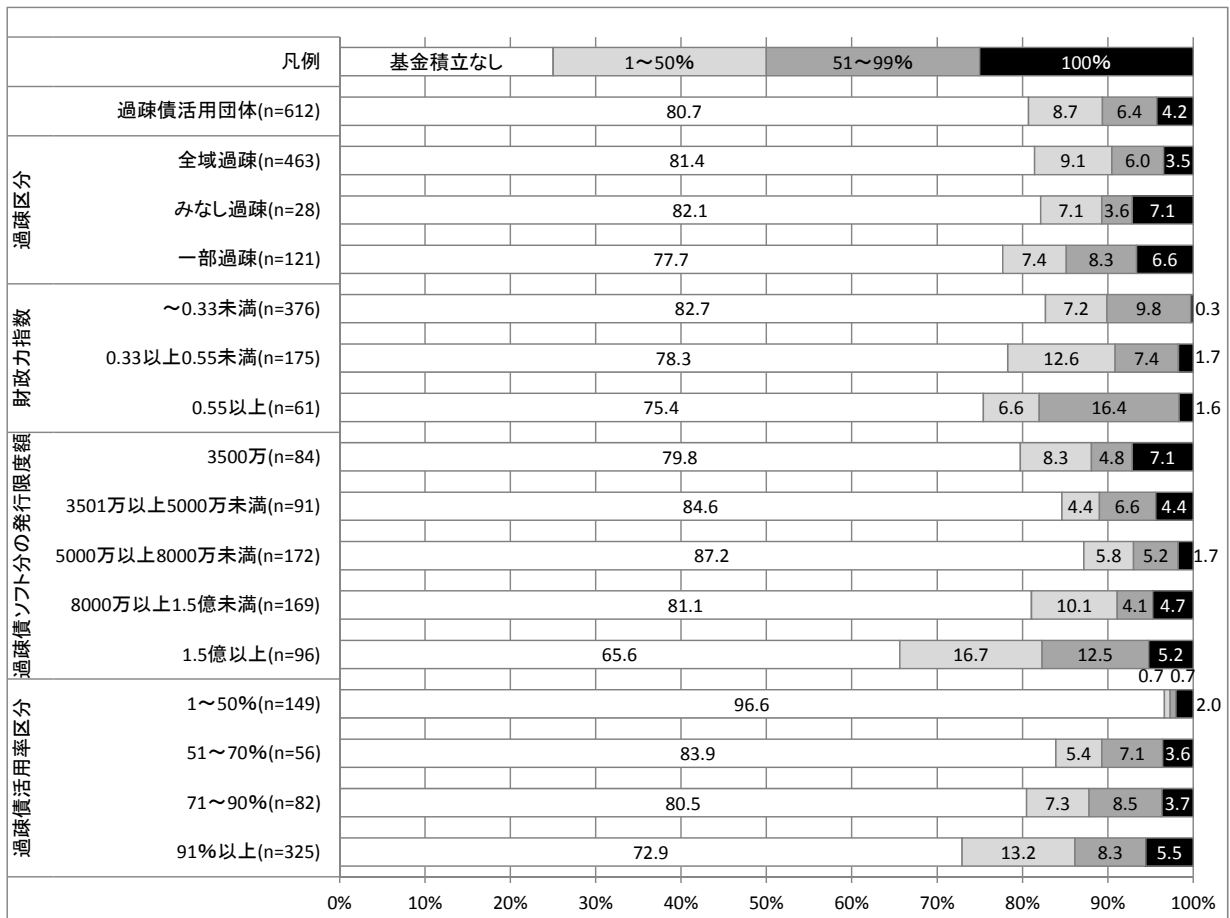 凡例 基金積立なし 1～50% 51～99% 100%
過疎債活用団体(n=612) 80.7 8.7 6.4 4.2
過疎区分
全域過疎(n=463) 81.4 9.1 6.0 3.5
みなし過疎(n=28) 82.1 7.1 3.6 7.1
一部過疎(n=121) 77.7 7.4 8.3 6.6
財政力指数
～0.33未満(n=376) 82.7 7.2 9.8 0.3
0.33以上0.55未満(n=175) 78.3 12.6 7.4 1.7
0.55以上(n=61) 75.4 6.6 16.4 1.6
過疎債ソフト分の発行限度額
3500万(n=84) 79.8 8.3 4.8 7.1
3501万以上5000万未満(n=91) 84.6 4.4 6.6 4.4
5000万以上8000万未満(n=172) 87.2 5.8 5.2 1.7
8000万以上1.5億未満(n=169) 81.1 10.1 4.1 4.7
1.5億以上(n=96) 65.6 16.7 12.5 5.2
過疎債活用率区分
1～50%(n=149) 96.6 0.7 0.7 2.0
51～70%(n=56) 83.9 5.4 7.1 3.6
71～90%(n=82) 80.5 7.3 8.5 3.7
91%以上(n=325) 72.9 13.2 8.3 5.5
0% 10% 20% 30% 40% 50% 60% 70% 80% 90% 100%